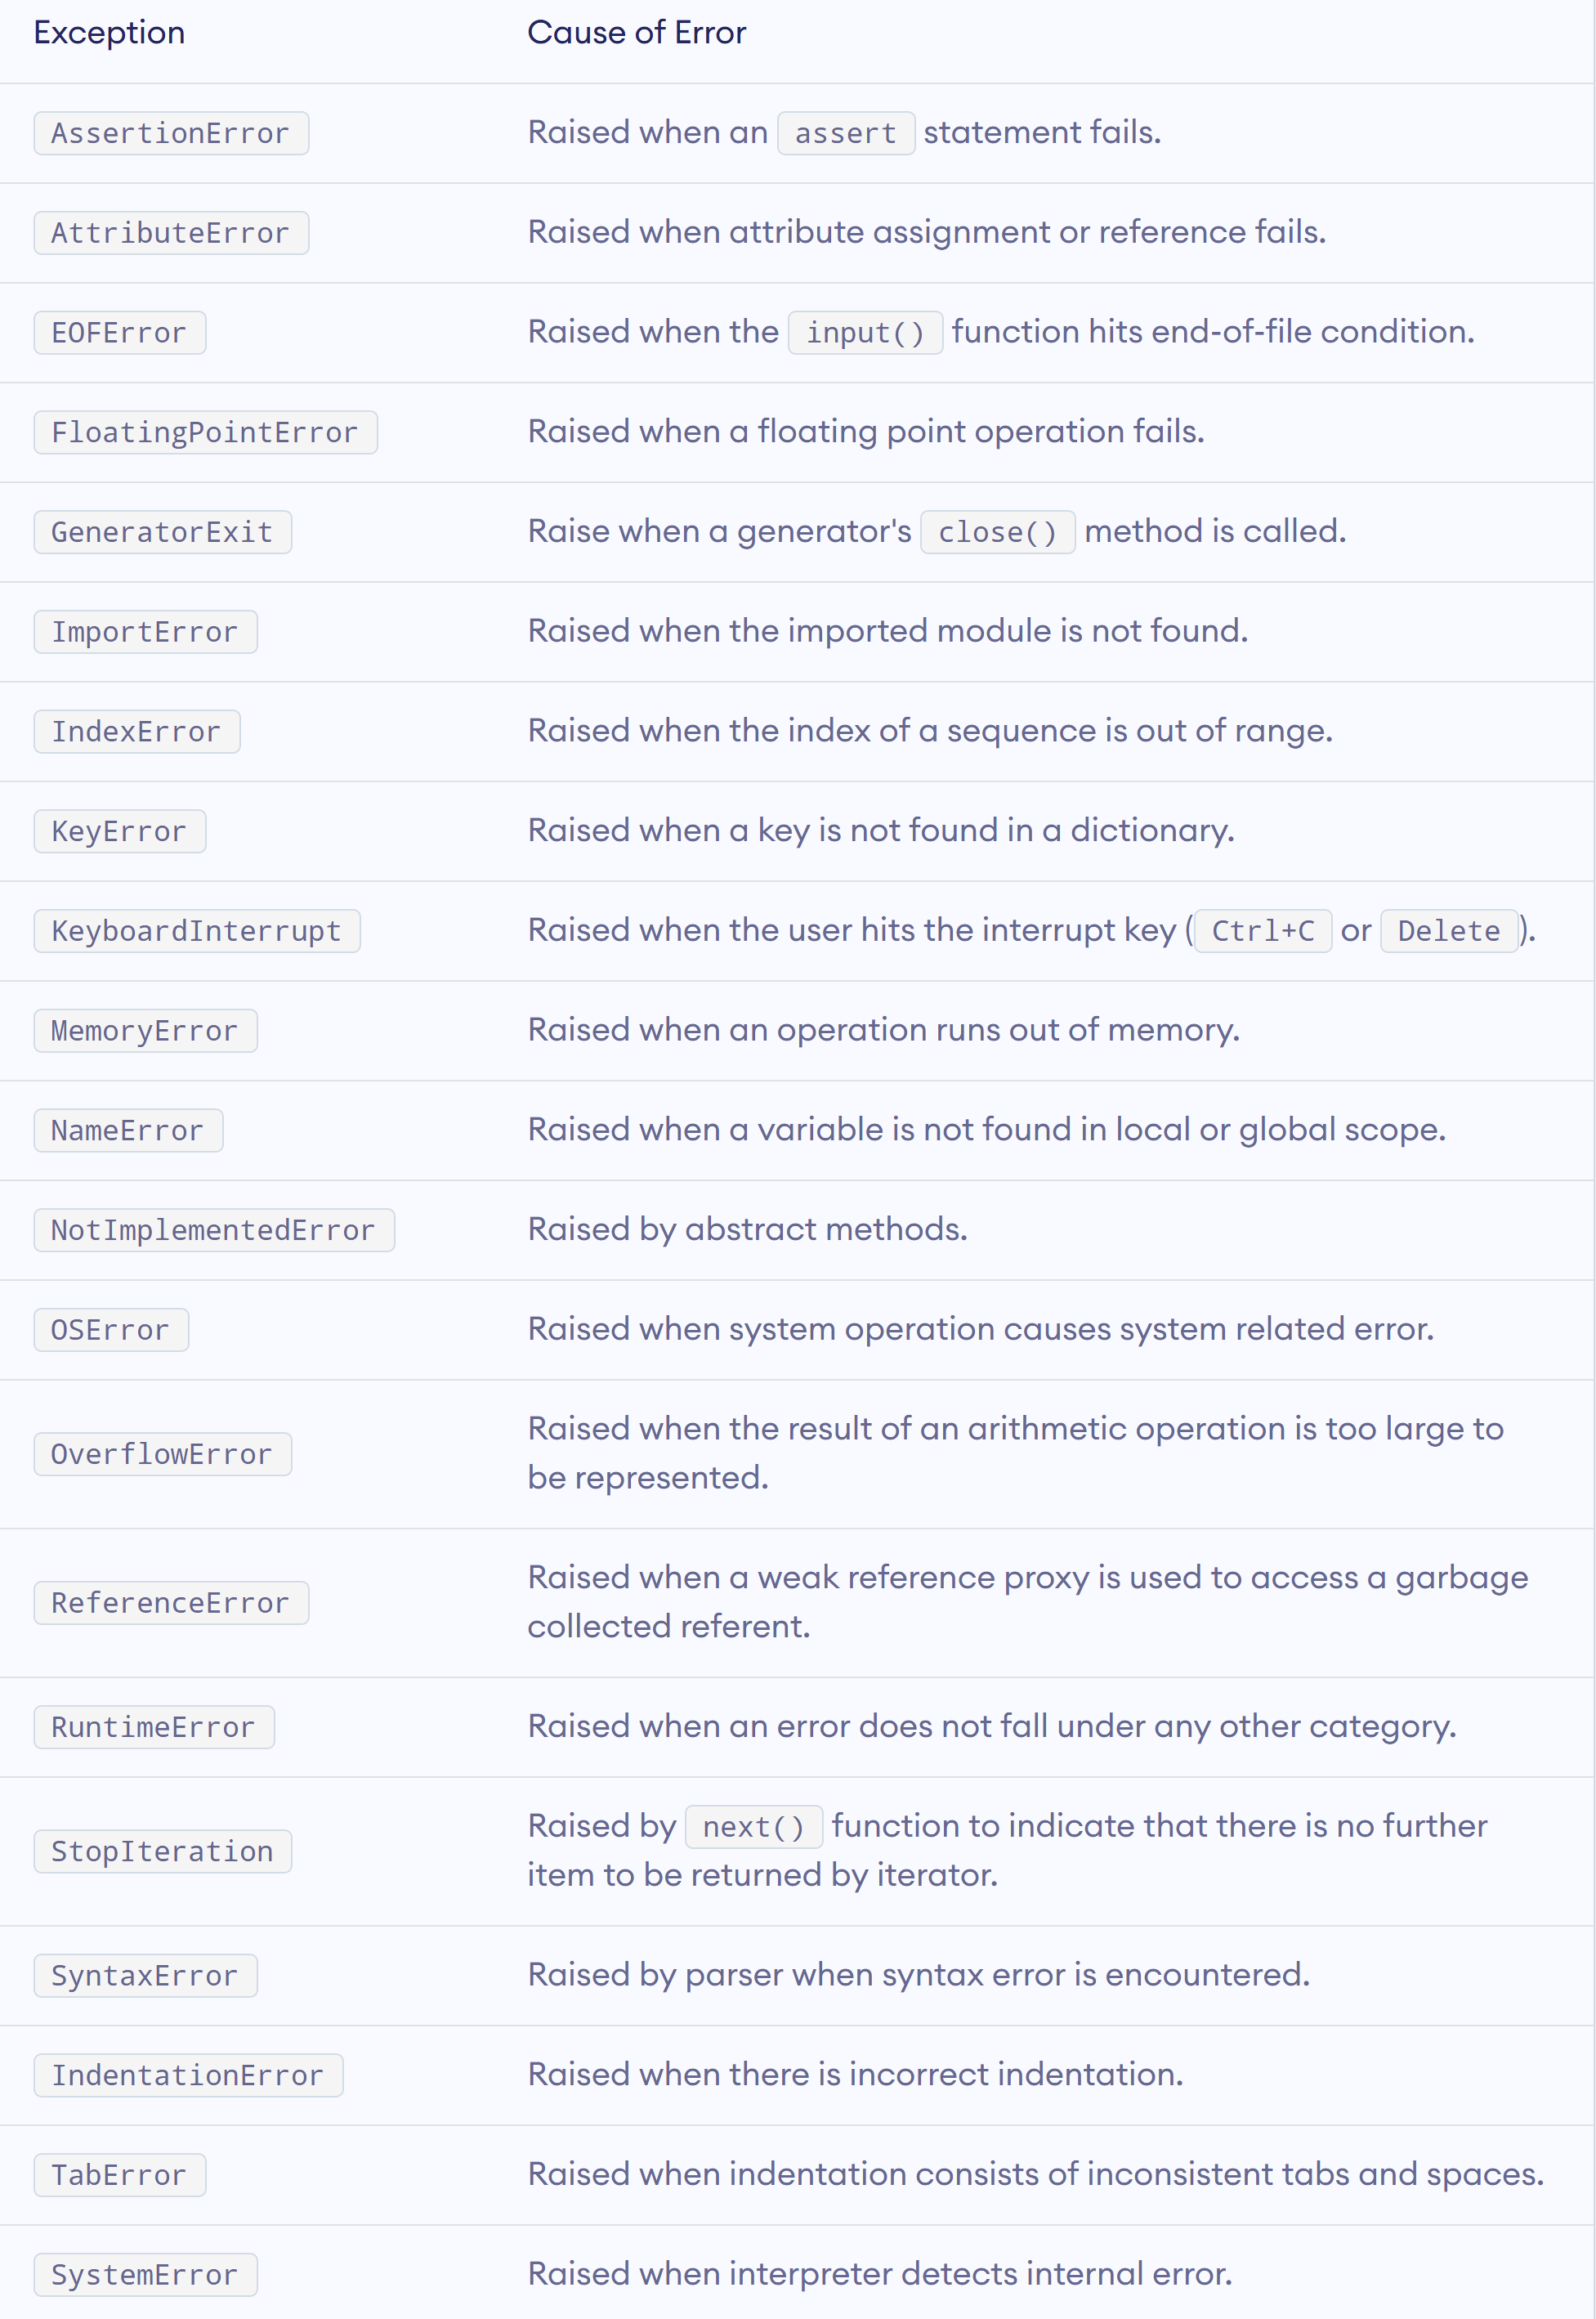 Exception Cause of Error
AssertionError Raised when an assert statement fails.
AttributeError Raised when attribute assignment or reference fails.
EOFError Raised when the input() function hits end-of-file condition.
FloatingPointError Raised when a floating point operation fails.
GeneratorExit Raise when a generator's close() method is called.
ImportError Raised when the imported module is not found.
IndexError Raised when the index of a sequence is out of range.
KeyError Raised when a key is not found in a dictionary.
KeyboardInterrupt Raised when the user hits the interrupt key (Ctrl+C or Delete).
MemoryError Raised when an operation runs out of memory.
NameError Raised when a variable is not found in local or global scope.
NotImplementedError Raised by abstract methods.
OSError Raised when system operation causes system related error.
OverflowError Raised when the result of an arithmetic operation is too large to
be represented.
ReferenceError Raised when a weak reference proxy is used to access a garbage
collected referent.
RuntimeError Raised when an error does not fall under any other category.
StopIteration Raised by next() function to indicate that there is no further
item to be returned by iterator.
SyntaxError Raised by parser when syntax error is encountered.
IndentationError Raised when there is incorrect indentation.
TabError Raised when indentation consists of inconsistent tabs and spaces.
SystemError Raised when interpreter detects internal error.